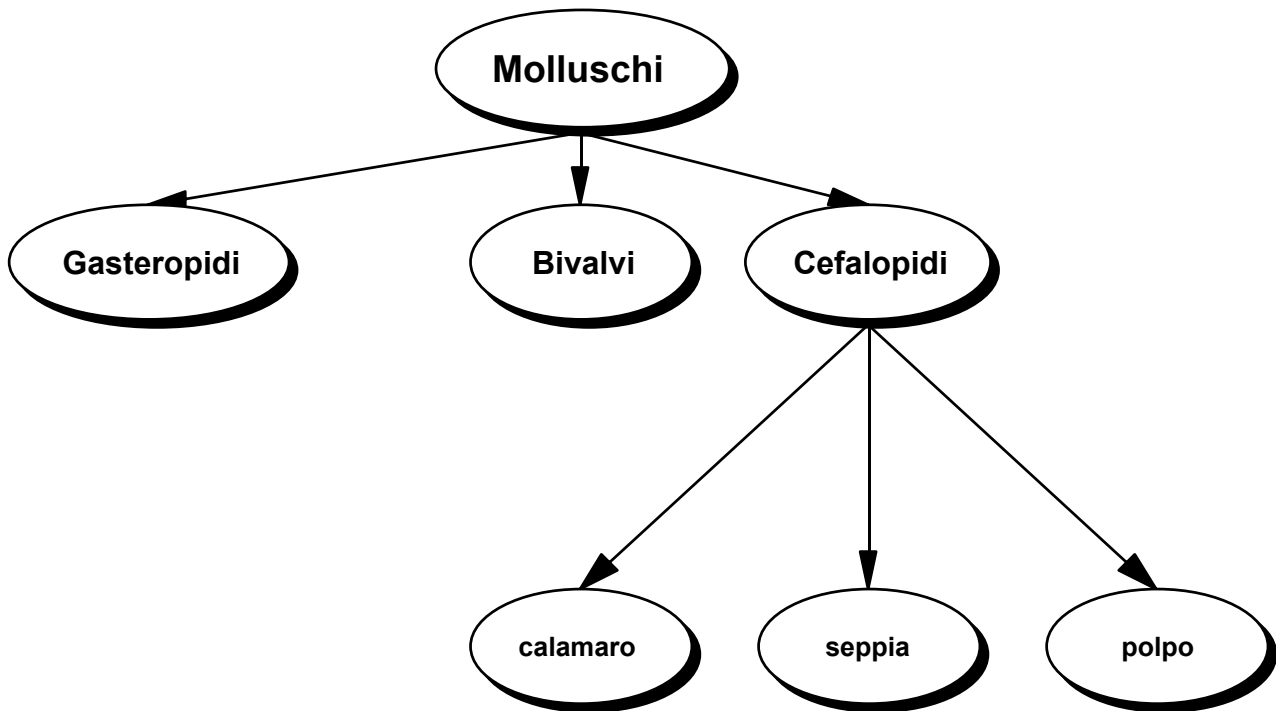 Molluschi
Gasteropidi
Bivalvi
Cefalopidi
calamaro
seppia
polpo